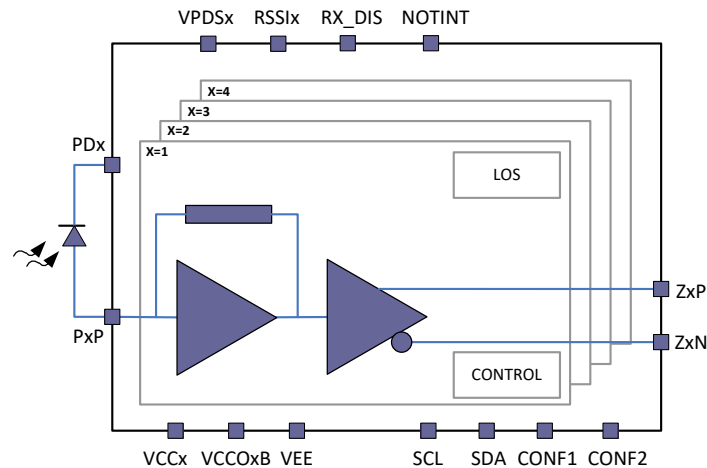 VPDSx RSSIx RX_DIS NOTINT
X=4
X=3
X=2
X=1
PDx
LOS
ZxP
PxP
ZxN
CONTROL
VCCx VCCOxB VEE SCL SDA CONF1 CONF2